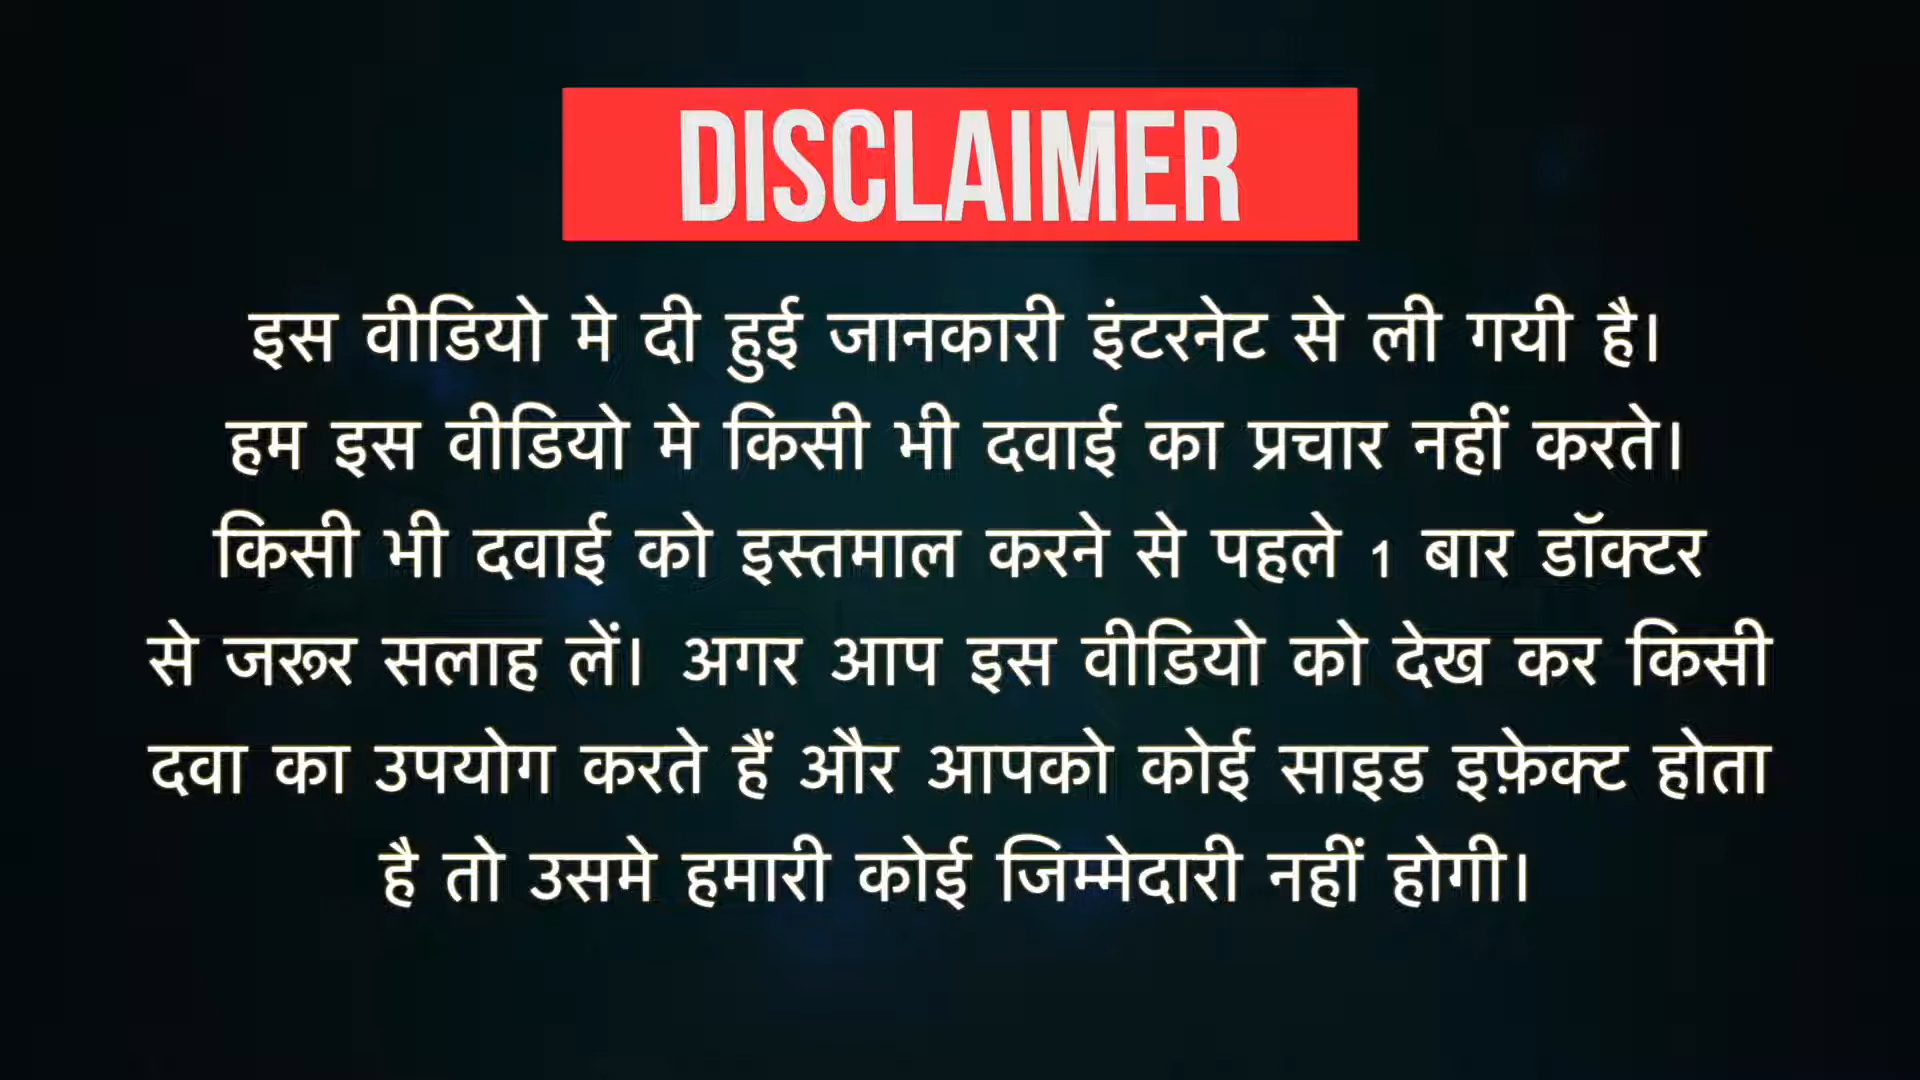 DISCLAIMER
इस वीडियो मे दी हुई जानकारी इंटरनेट से ली गयी है।
हम इस वीडियो मे किसी भी दवाई का प्रचार नहीं करते।
किसी भी दवाई को इस्तमाल करने से पहले 1 बार डॉक्टर
से जरूर सलाह लें। अगर आप इस वीडियो को देख कर किसी
दवा का उपयोग करते हैं और आपको कोई साइड इफ़ेक्ट होता
है तो उसमे हमारी कोई जिम्मेदारी नहीं होगी।